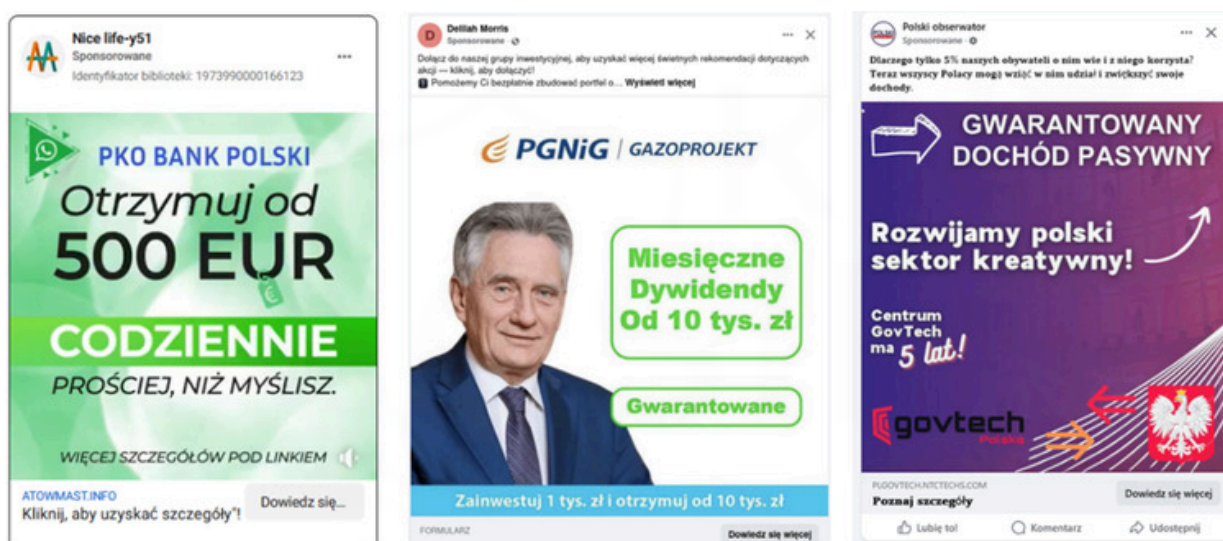 Nice life-y51
Sponsorowane
Identyfikator biblioteki: 1973990000166123
PKO BANK POLSKI
Otrzymuj od
500 EUR
CODZIENNIE
PROŚCIEJ, NIŻ MYŚLISZ.
WIĘCEJ SZCZEGÓŁÓW POD LINKIEM
ATOWMAST.INFO
Kliknij, aby uzyskać szczegóły"!
Dowiedz się...
D
Delilah Morris
Sponsorowane
Dołącz do naszej grupy inwestycyjnej, aby uzyskać więcej świetnych rekomendacji dotyczących
akcji — kliknij, aby dołączyć!
Pomożemy Ci bezpłatnie zbudować portfel o... Wyświetl więcej
PGNiG | GAZOPROJEKT
Miesięczne
Dywidendy
Od 10 tys. zł
Gwarantowane
Zainwestuj 1 tys. zł i otrzymuj od 10 tys. zł
FORMULARZ
Dowiedz się więcej
POLSKI
Polski obserwator
Sponsorowane
Dlaczego tylko 5% naszych obywateli o nim wie i z niego korzysta?
Teraz wszyscy Polacy mogą wziąć w nim udział i zwiększyć swoje
dochody.
GWARANTOWANY
DOCHÓD PASYWNY
Rozwijamy polski
sektor kreatywny!
Centrum
GovTech
ma 5 lat!
govtech
Polska
PLGOVTECH.NTCTECHS.COM
Poznaj szczegóły
Dowiedz się więcej
Lubię to!
Komentarz
Udostępnij